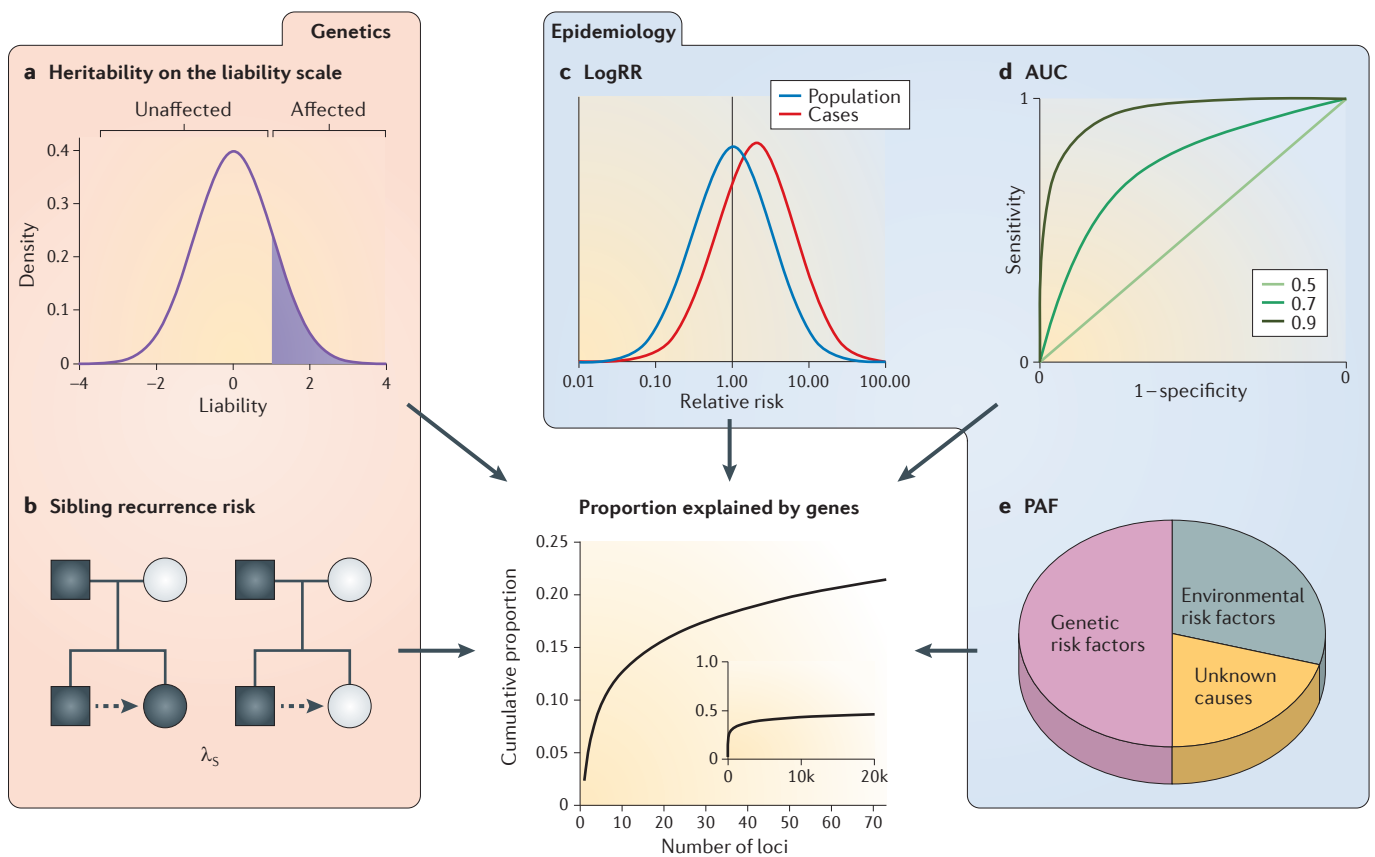 Genetics
a Heritability on the liability scale
Unaffected
Affected
Density
0.4
0.3
0.2
0.1
0
−4
−2
0
2
4
Liability
b Sibling recurrence risk
λS
Epidemiology
c LogRR
Population
Cases
0.01
0.10
1.00
10.00
100.00
Relative risk
d AUC
Sensitivity
1
0
0.5
0.7
0.9
0
0
1−specificity
Proportion explained by genes
Cumulative proportion
0.25
0.20
0.15
0.10
0.05
0
1.0
0.5
0
0
10k
20k
0
10
20
30
40
50
60
70
Number of loci
e PAF
Genetic
risk factors
Environmental
risk factors
Unknown
causes